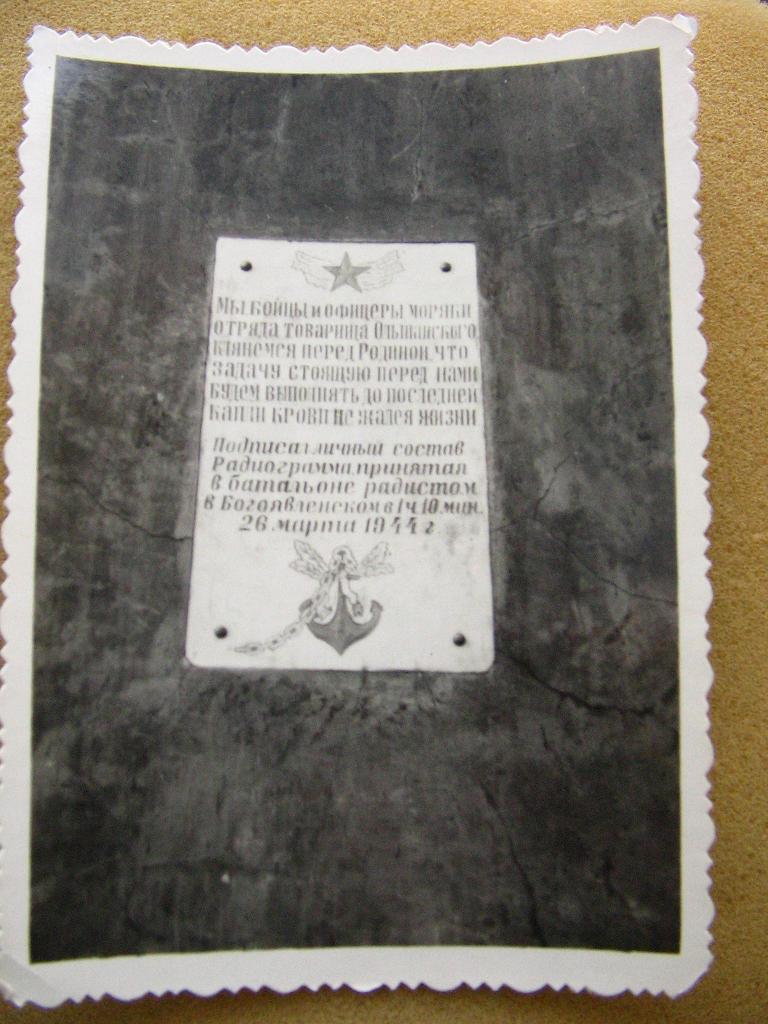 Мы, бойцы и офицеры моряки
отряда товарища Ольшанского
клянемся перед Родиной, что
задачу стоящую перед нами
будем выполнять до последней
капли крови не жалея жизни
Подписал личный состав
Радиограмма, принятая
в батальоне радистом
в Богоявленском в 1 ч 10 мин.
26 марта 1944 г